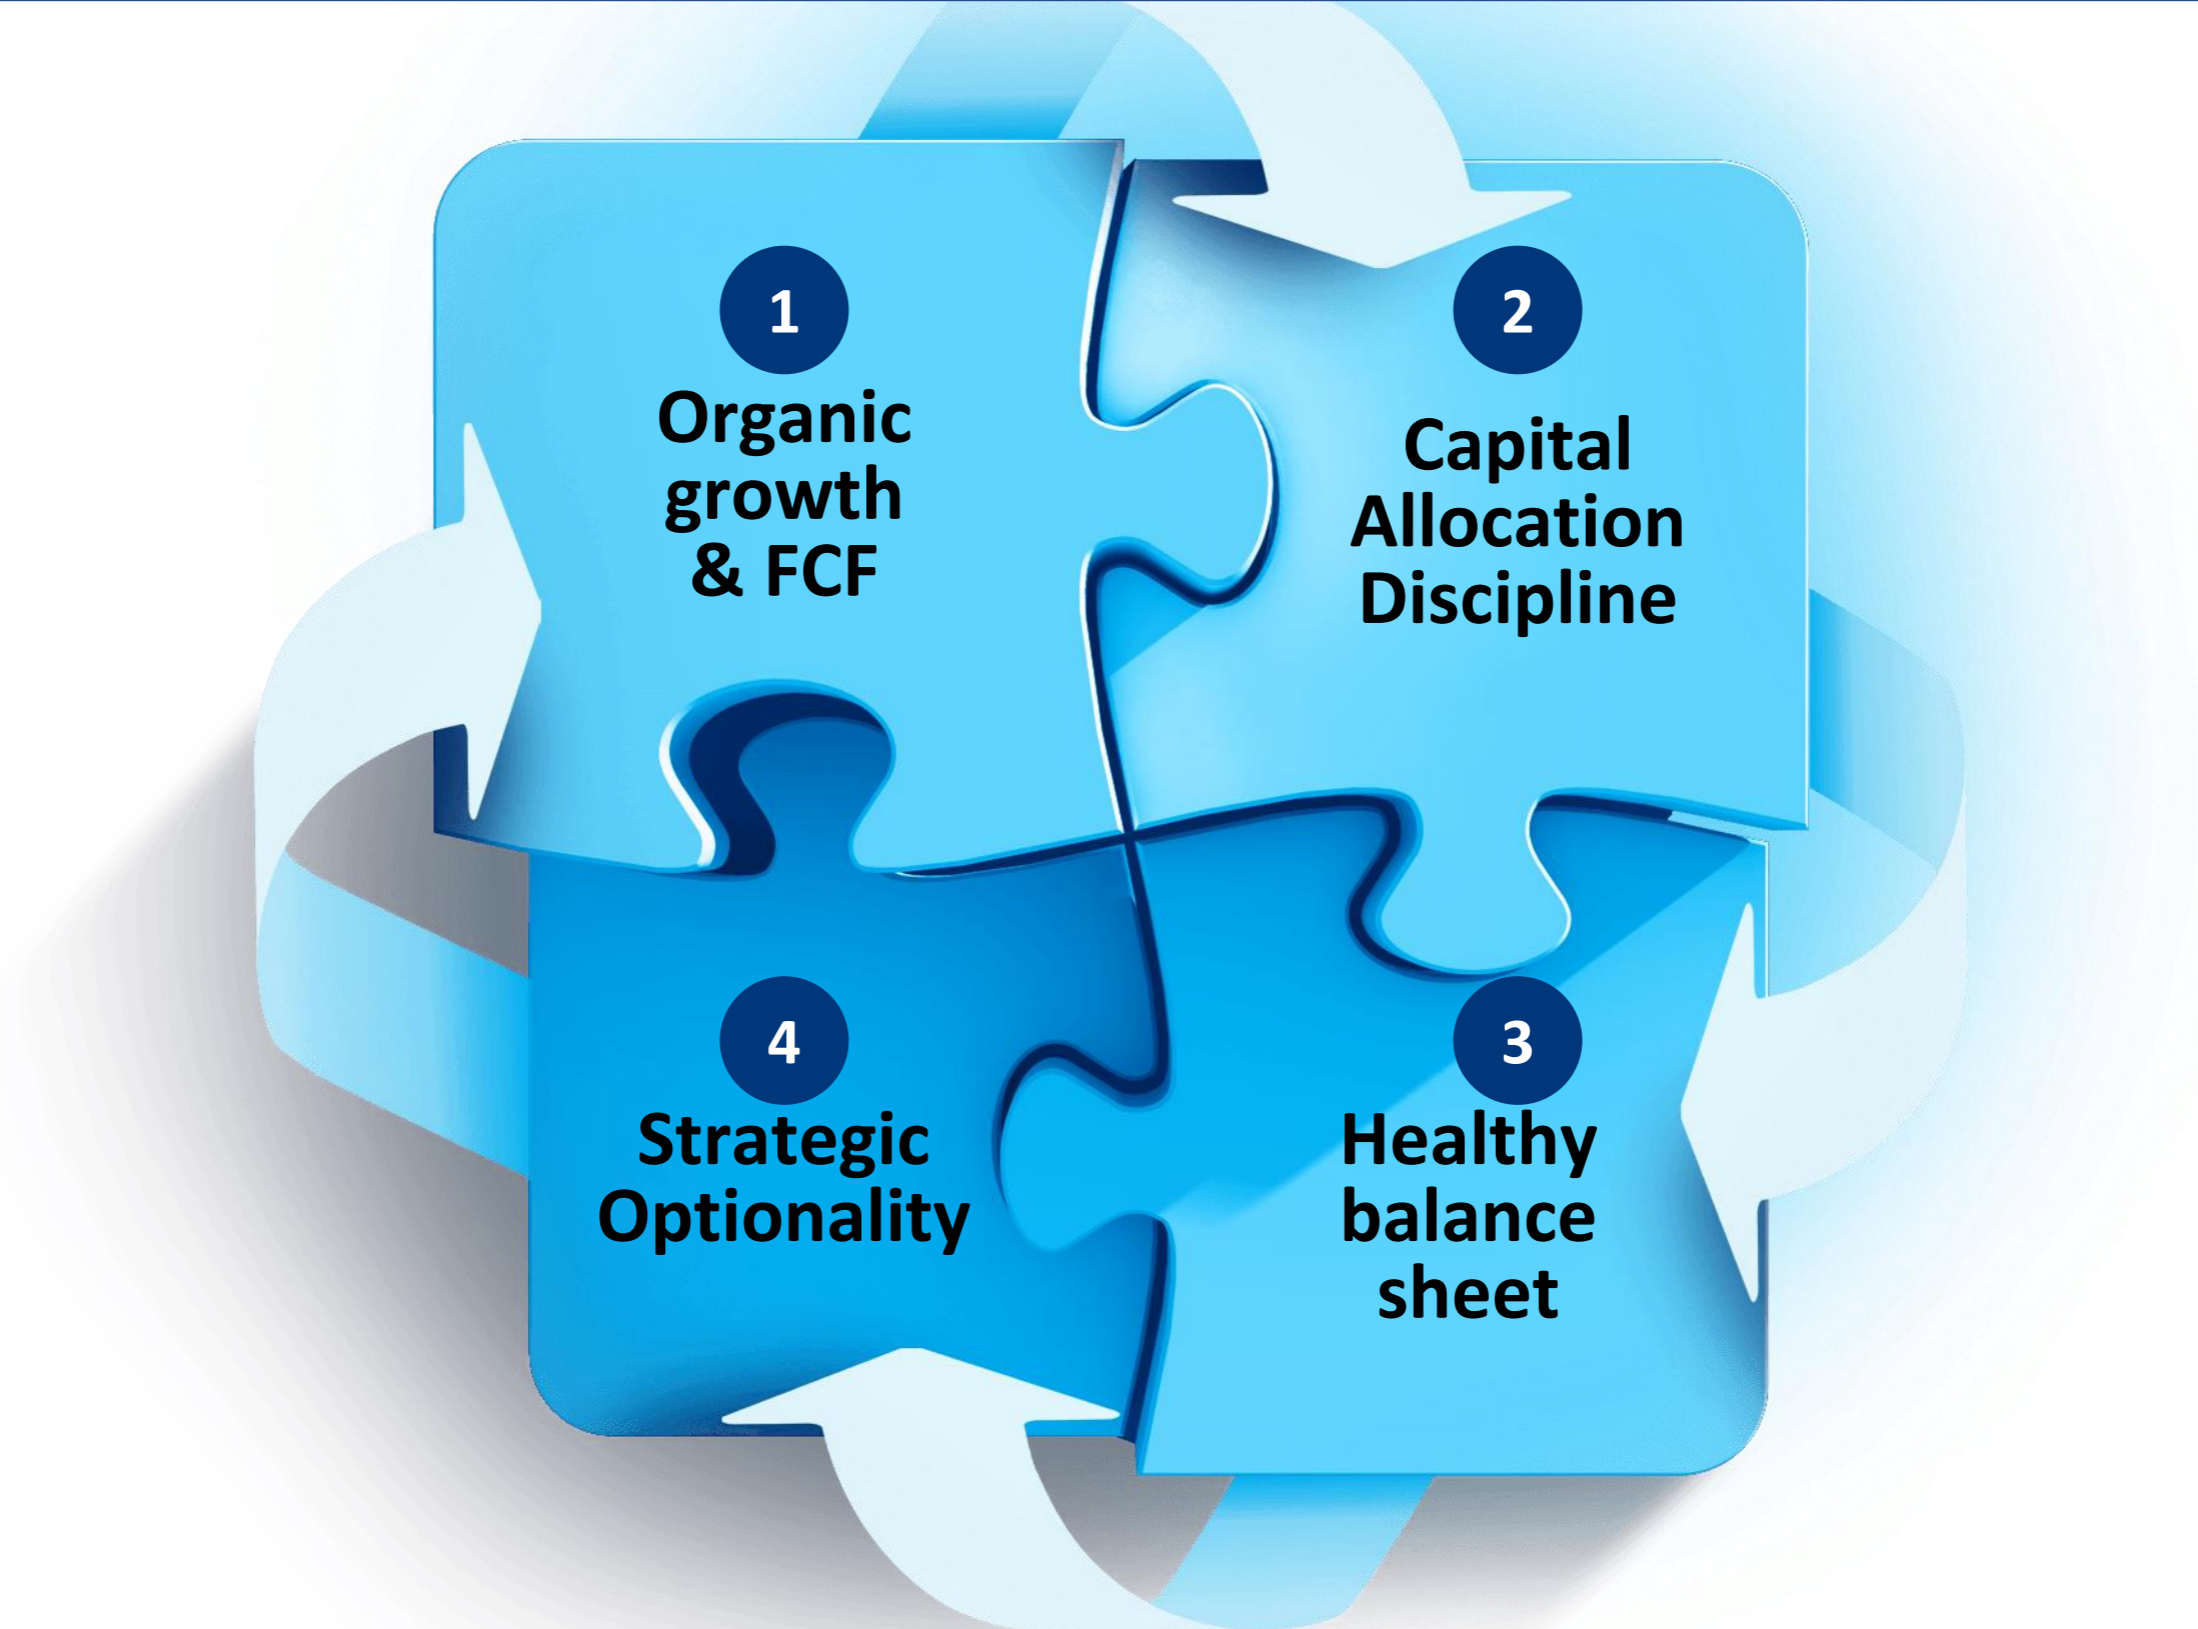 1
Organic
growth
& FCF
2
Capital
Allocation
Discipline
3
Healthy
balance
sheet
4
Strategic
Optionality